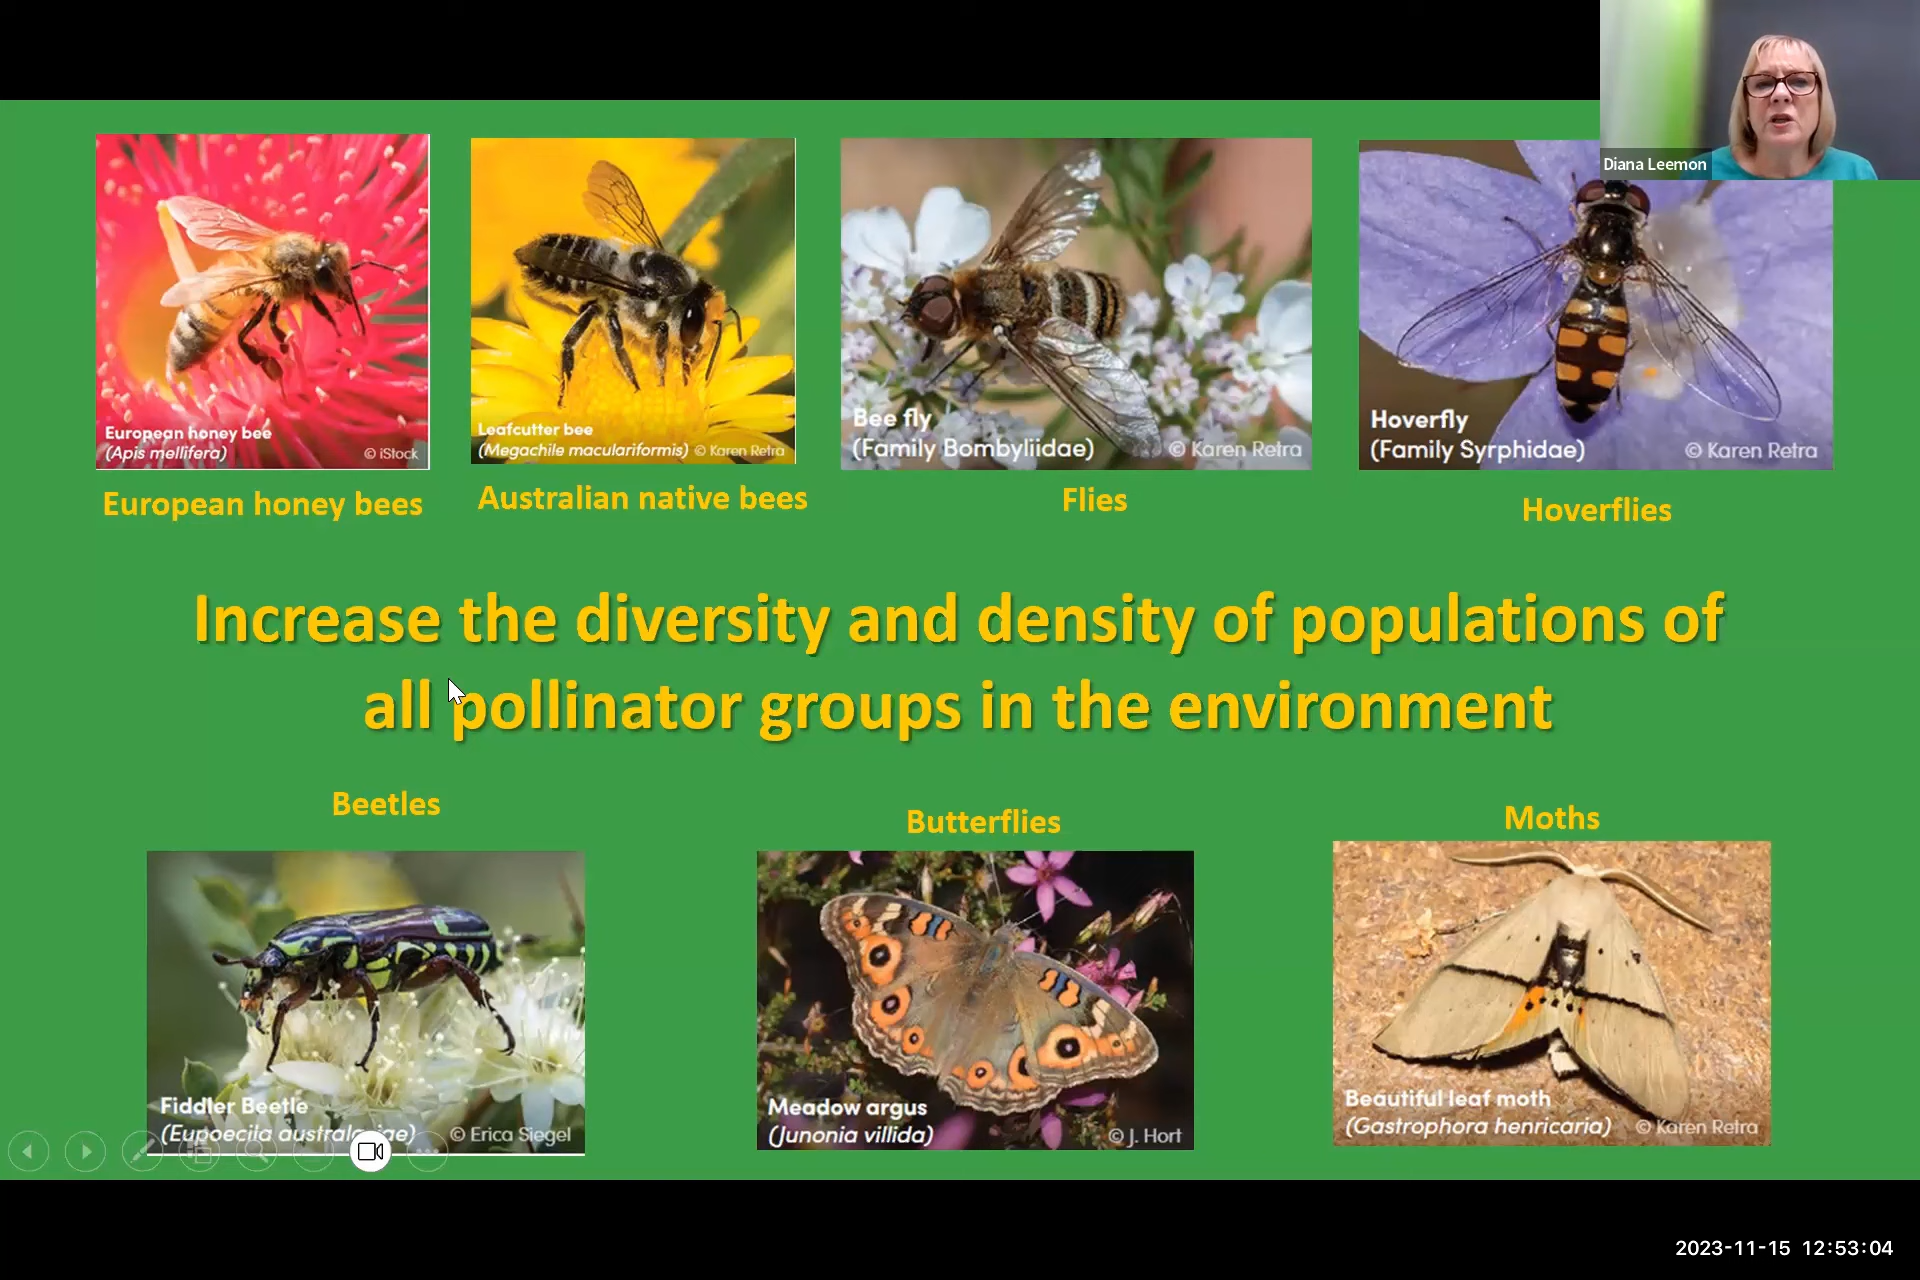 Diana Leemon
European honey bee
(Apis mellifera)
© iStock
Leafcutter bee
(Megachile maculariformis) © Karen Retra
Bee fly
(Family Bombyliidae)
© Karen Retra
Hoverfly
(Family Syrphidae)
© Karen Retra
European honey bees
Australian native bees
Flies
Hoverflies
Increase the diversity and density of populations of
all pollinator groups in the environment
Beetles
Butterflies
Moths
Fiddler Beetle
(Eupoecila australasiae)
© Erica Siegel
Meadow argus
(Junonia villida)
© J. Hort
Beautiful leaf moth
(Gastrophora henricaria)
© Karen Retra
2023-11-15 12:53:04